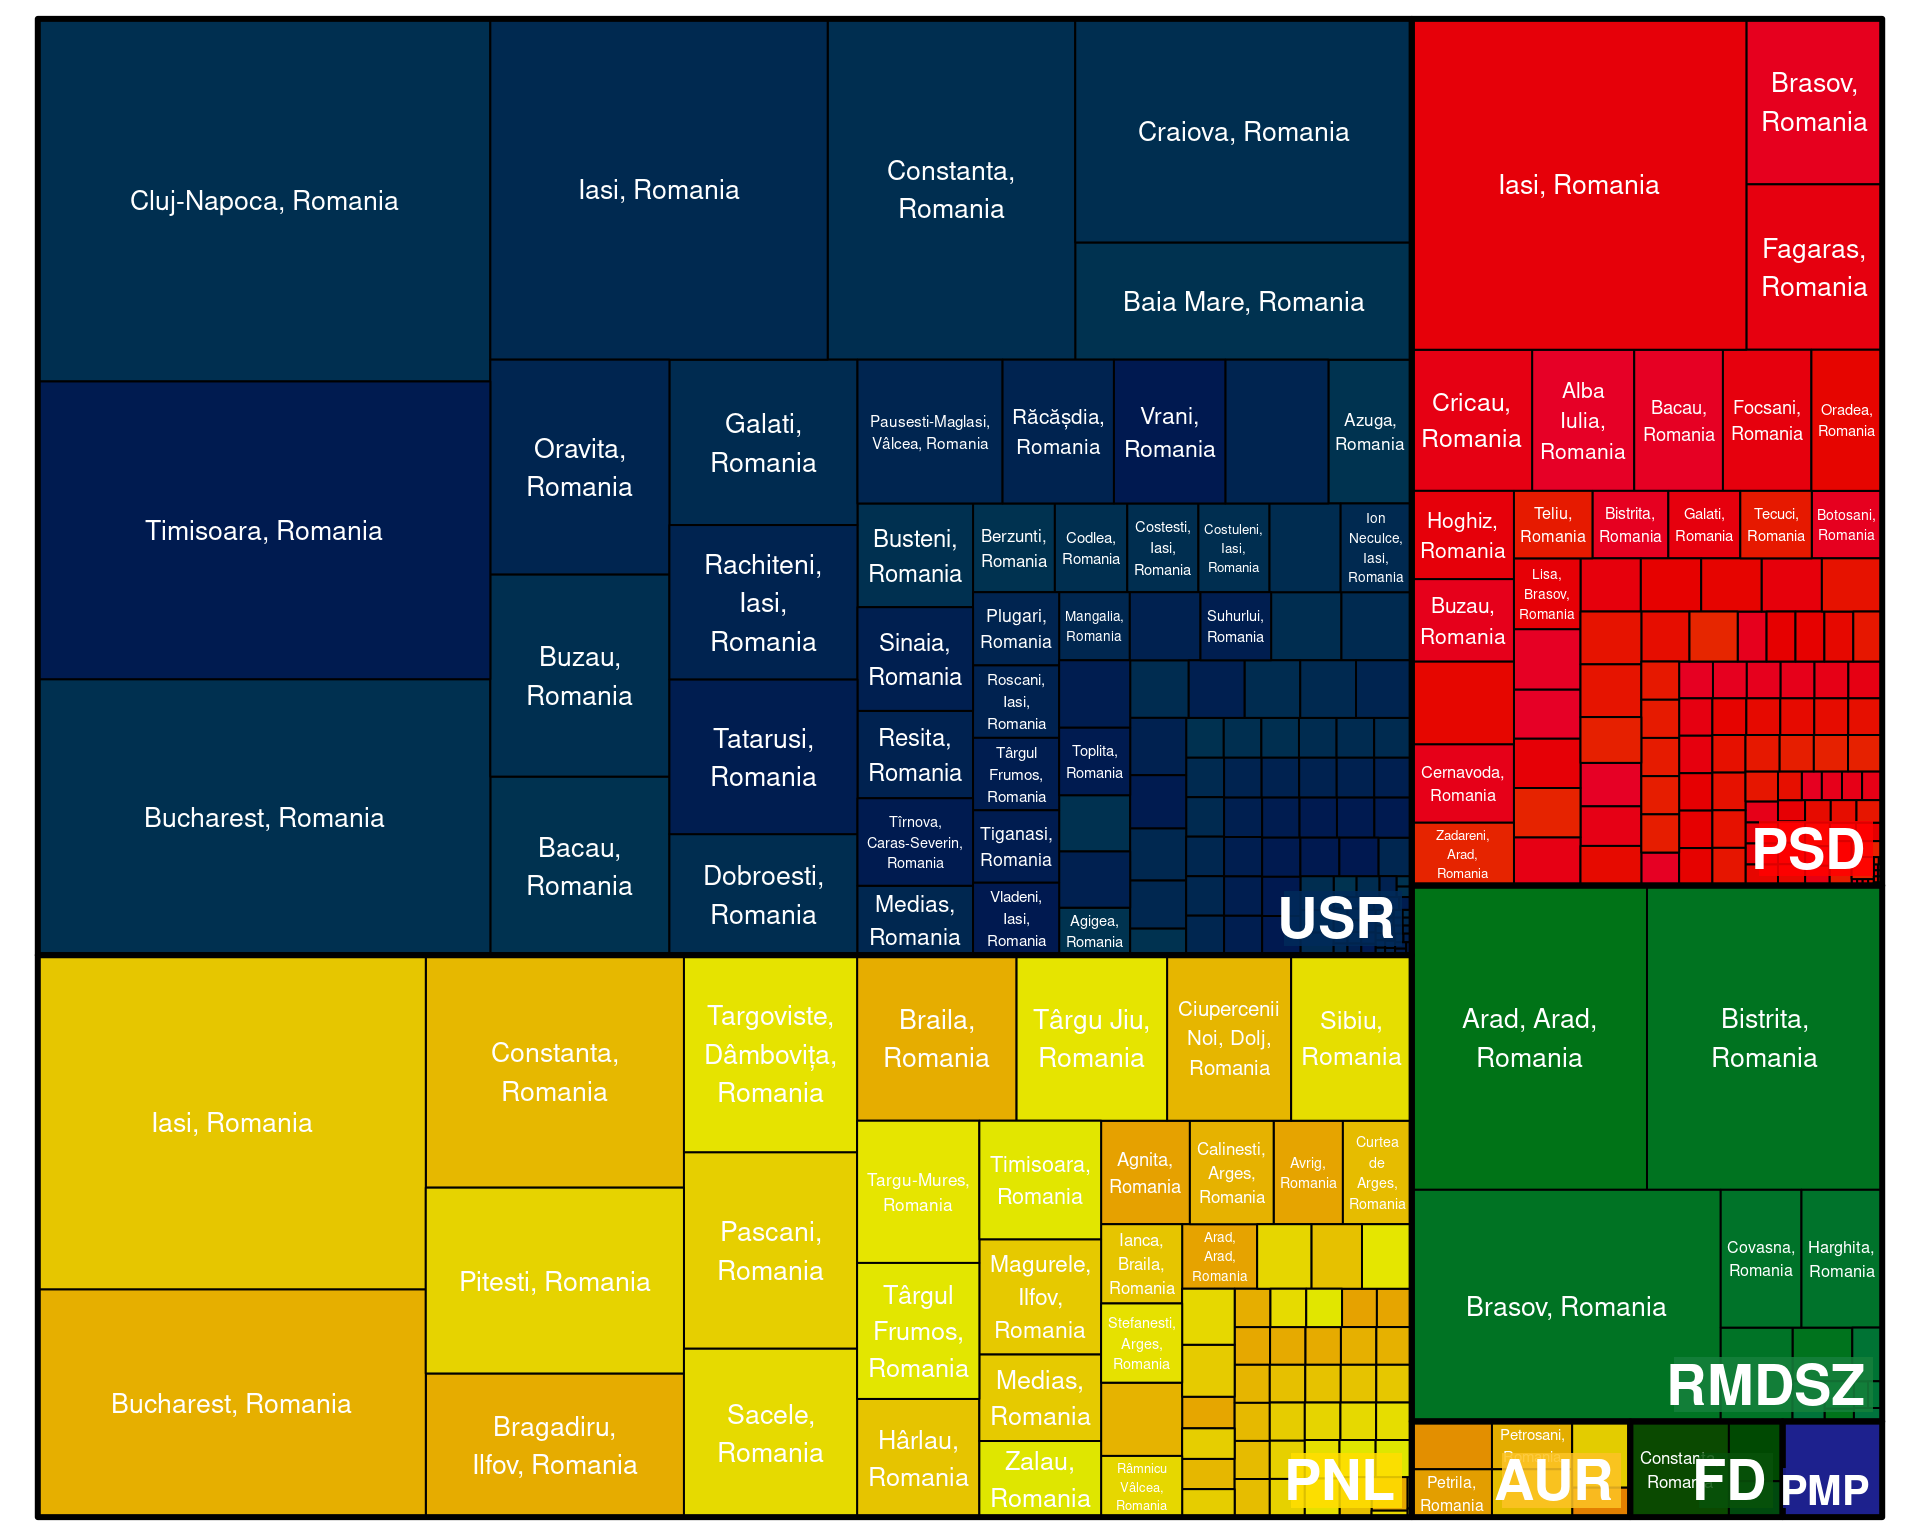 Cluj-Napoca, Romania
Timisoara, Romania
Bucharest, Romania
Iasi, Romania
Constanta,
Romania
Craiova, Romania
Baia Mare, Romania
Oravita,
Romania
Buzau,
Romania
Bacau,
Romania
Galati,
Romania
Rachiteni,
Iasi,
Romania
Tatarusi,
Romania
Dobroesti,
Romania
Pausesti-Maglasi,
Vâlcea, Romania
Răcășdia,
Romania
Vrani,
Romania
Azuga,
Romania
Busteni,
Romania
Sinaia,
Romania
Resita,
Romania
Tîrnova,
Caras-Severin,
Romania
Medias,
Romania
Berzunti,
Romania
Codlea,
Romania
Costesti,
Iasi,
Romania
Costuleni,
Iasi,
Romania
Ion
Neculce,
Iasi,
Romania
Plugari,
Romania
Roscani,
Iasi,
Romania
Târgul
Frumos,
Romania
Tiganasi,
Romania
Vladeni,
Iasi,
Romania
Mangalia,
Romania
Suhurlui,
Romania
Toplita,
Romania
Agigea,
Romania
USR
Iasi, Romania
Brasov,
Romania
Fagaras,
Romania
Cricau,
Romania
Alba
Iulia,
Romania
Bacau,
Romania
Focsani,
Romania
Oradea,
Romania
Hoghiz,
Romania
Buzau,
Romania
Cernavoda,
Romania
Zadareni,
Arad,
Romania
Teliu,
Romania
Bistrita,
Romania
Galati,
Romania
Tecuci,
Romania
Botosani,
Romania
Lisa,
Brasov,
Romania
PSD
Iasi, Romania
Bucharest, Romania
Constanta,
Romania
Pitesti, Romania
Bragadiru,
Ilfov, Romania
Targoviste,
Dâmbovița,
Romania
Pascani,
Romania
Sacele,
Romania
Braila,
Romania
Târgu Jiu,
Romania
Ciupercenii
Noi, Dolj,
Romania
Sibiu,
Romania
Targu-Mures,
Romania
Târgul
Frumos,
Romania
Hârlau,
Romania
Timisoara,
Romania
Magurele,
Ilfov,
Romania
Medias,
Romania
Zalau,
Romania
Agnita,
Romania
Calinesti,
Arges,
Romania
Avrig,
Romania
Curtea
de
Arges,
Romania
Ianca,
Braila,
Romania
Stefanesti,
Arges,
Romania
Râmnicu
Vâlcea,
Romania
Arad,
Arad,
Romania
PNL
Arad, Arad,
Romania
Bistrita,
Romania
Brasov, Romania
Covasna,
Romania
Harghita,
Romania
RMDSZ
Petrila,
Romania
Petrosani,
Romania
AUR
Constanta,
Romania
FD
PMP